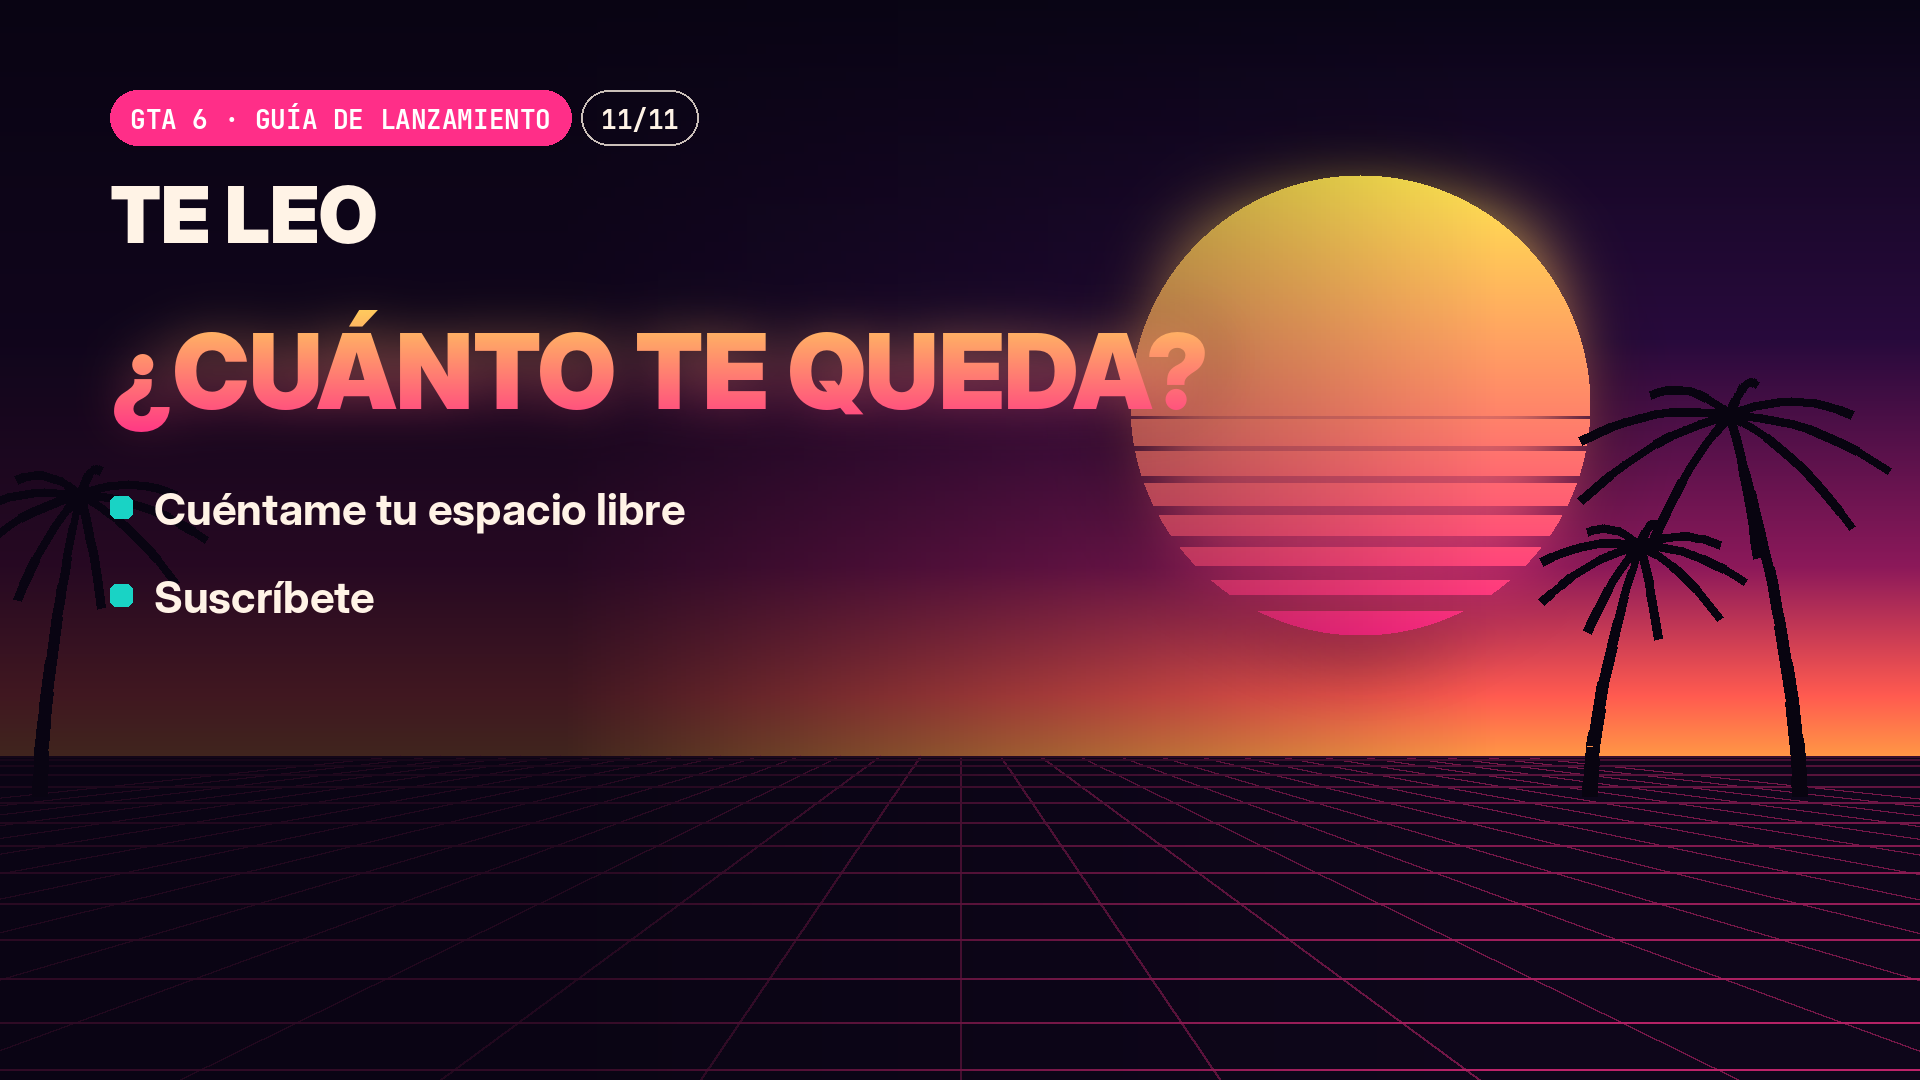 GTA 6 · GUÍA DE LANZAMIENTO 11/11
TE LEO
¿CUÁNTO TE QUEDA?
Cuéntame tu espacio libre
Suscríbete